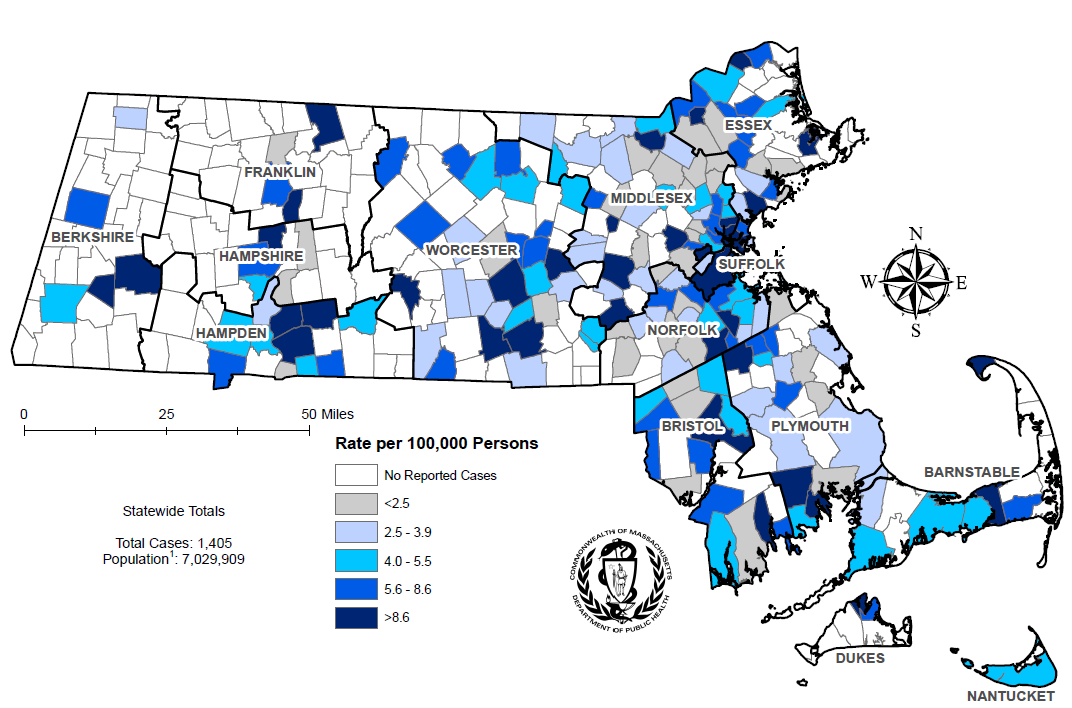 ESSEX
FRANKLIN
MIDDLESEX
BERKSHIRE
HAMPSHIRE
WORCESTER
SUFFOLK
HAMPDEN
NORFOLK
N
W
E
S
0 25 50 Miles
BRISTOL
PLYMOUTH
BARNSTABLE
DUKES
NANTUCKET
Rate per 100,000 Persons
No Reported Cases
<2.5
2.5 - 3.9
4.0 - 5.5
5.6 - 8.6
>8.6
Statewide Totals
Total Cases: 1,405
Population1: 7,029,909
COMMONWEALTH OF MASSACHUSETTS
DEPARTMENT OF PUBLIC HEALTH